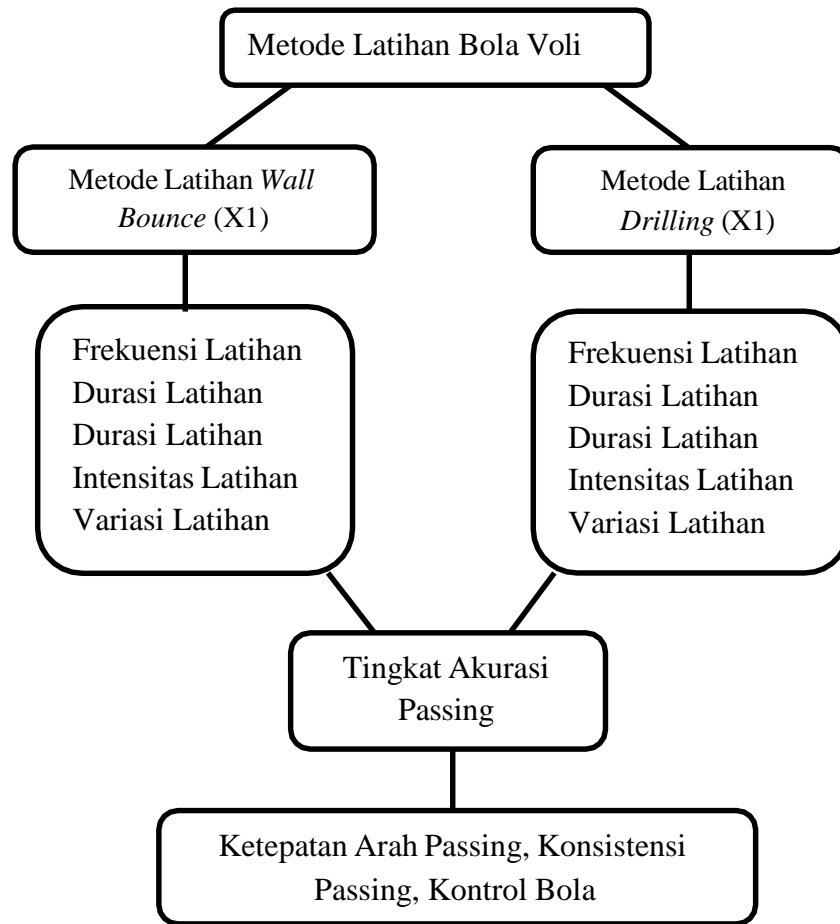 Metode Latihan Bola Voli
Metode Latihan Wall
Bounce (X1)
Metode Latihan
Drilling (X1)
Frekuensi Latihan
Durasi Latihan
Durasi Latihan
Intensitas Latihan
Variasi Latihan
Frekuensi Latihan
Durasi Latihan
Durasi Latihan
Intensitas Latihan
Variasi Latihan
Tingkat Akurasi
Passing
Ketepatan Arah Passing, Konsistensi
Passing, Kontrol Bola